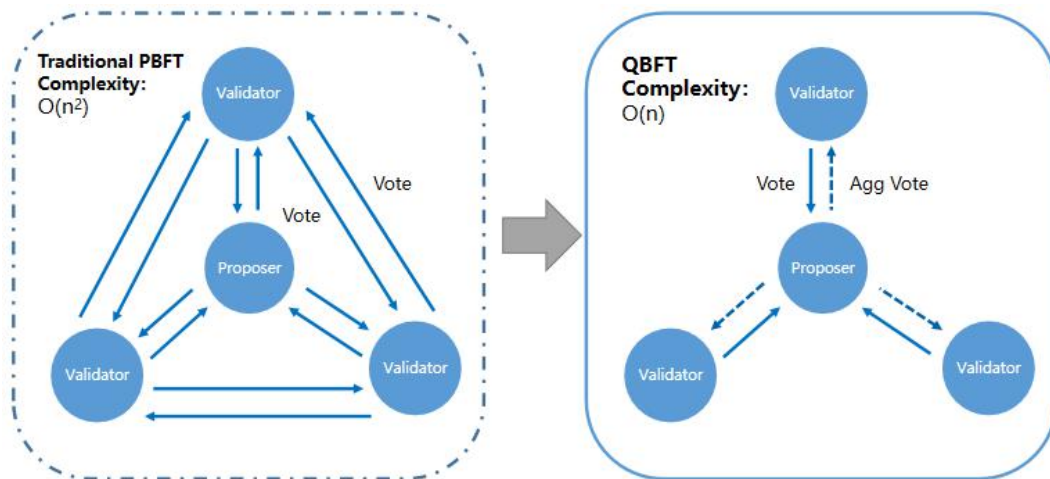 Traditional PBFT
Complexity:
O(n²)
Validator
Vote
Vote
Proposer
Validator
Validator
QBFT
Complexity：
O(n)
Validator
Vote
Agg Vote
Proposer
Validator
Validator